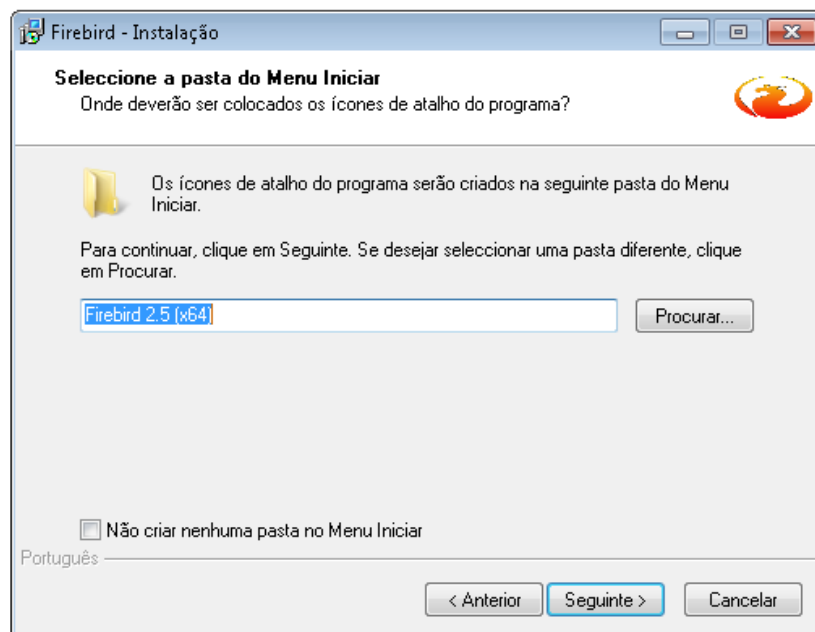 Firebird - Instalação
Seleccione a pasta do Menu Iniciar
Onde deverão ser colocados os ícones de atalho do programa?
Os ícones de atalho do programa serão criados na seguinte pasta do Menu
Iniciar.
Para continuar, clique em Seguinte. Se desejar seleccionar uma pasta diferente, clique
em Procurar.
Firebird 2.5 (x64)
Procurar...
Não criar nenhuma pasta no Menu Iniciar
Português
< Anterior
Seguinte >
Cancelar